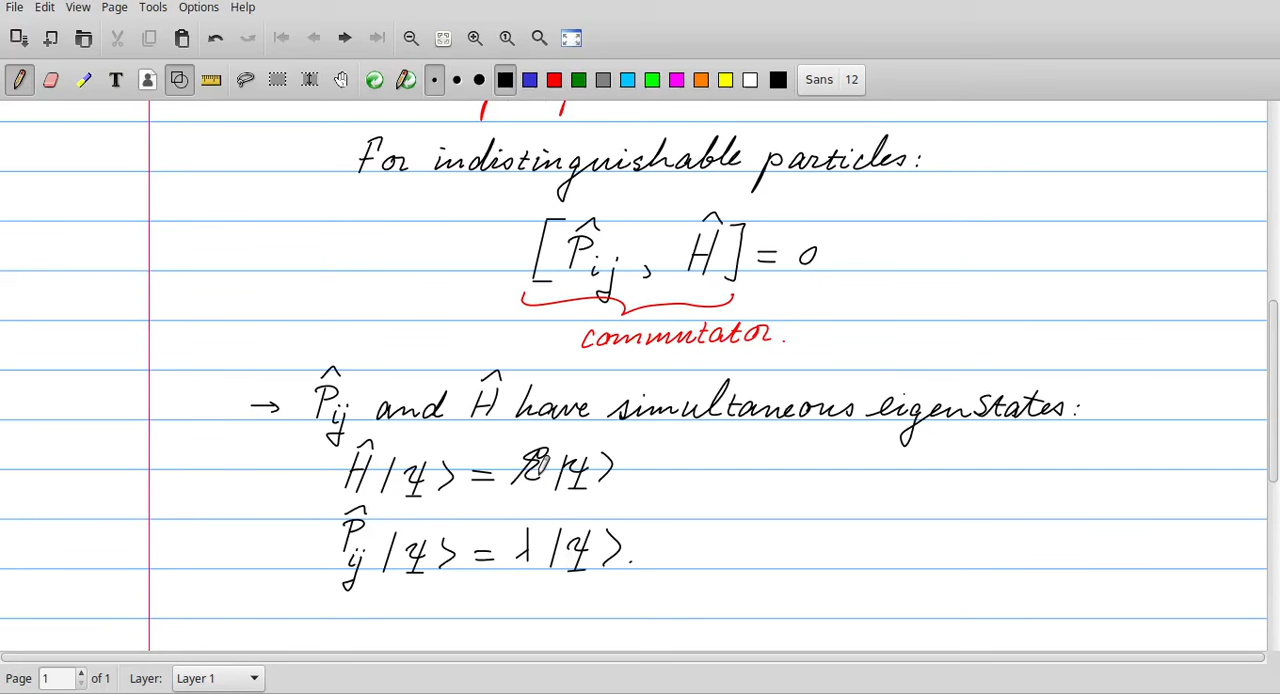 File Edit View Page Tools Options Help
Sans 12
For indistinguishable particles:
[P̂ij, Ĥ] = 0
commutator.
→ P̂ij and Ĥ have simultaneous eigenstates:
Ĥ|Ψ⟩ = |Ψ⟩
P̂ij|Ψ⟩ = λ|Ψ⟩.
Page 1 of 1 Layer: Layer 1